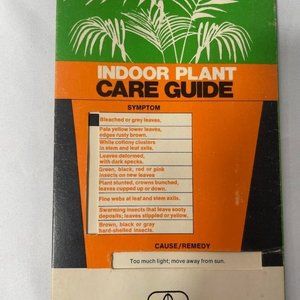 INDOOR PLANT
CARE GUIDE
SYMPTOM
Bleached or grey leaves.
Pale yellow lower leaves,
edges rusty brown.
White cottony clusters
in stem and leaf axils.
Leaves deformed,
with dark specks.
Green, black, red or pink
insects on new leaves
Plant stunted, crowns bunched,
leaves cupped up or down.
Fine webs at leaf and stem axils.
Swarming insects that leave sooty
deposits; leaves stippled or yellow.
Brown, black or gray
hard-shelled insects.
CAUSE/REMEDY
Too much light; move away from sun.